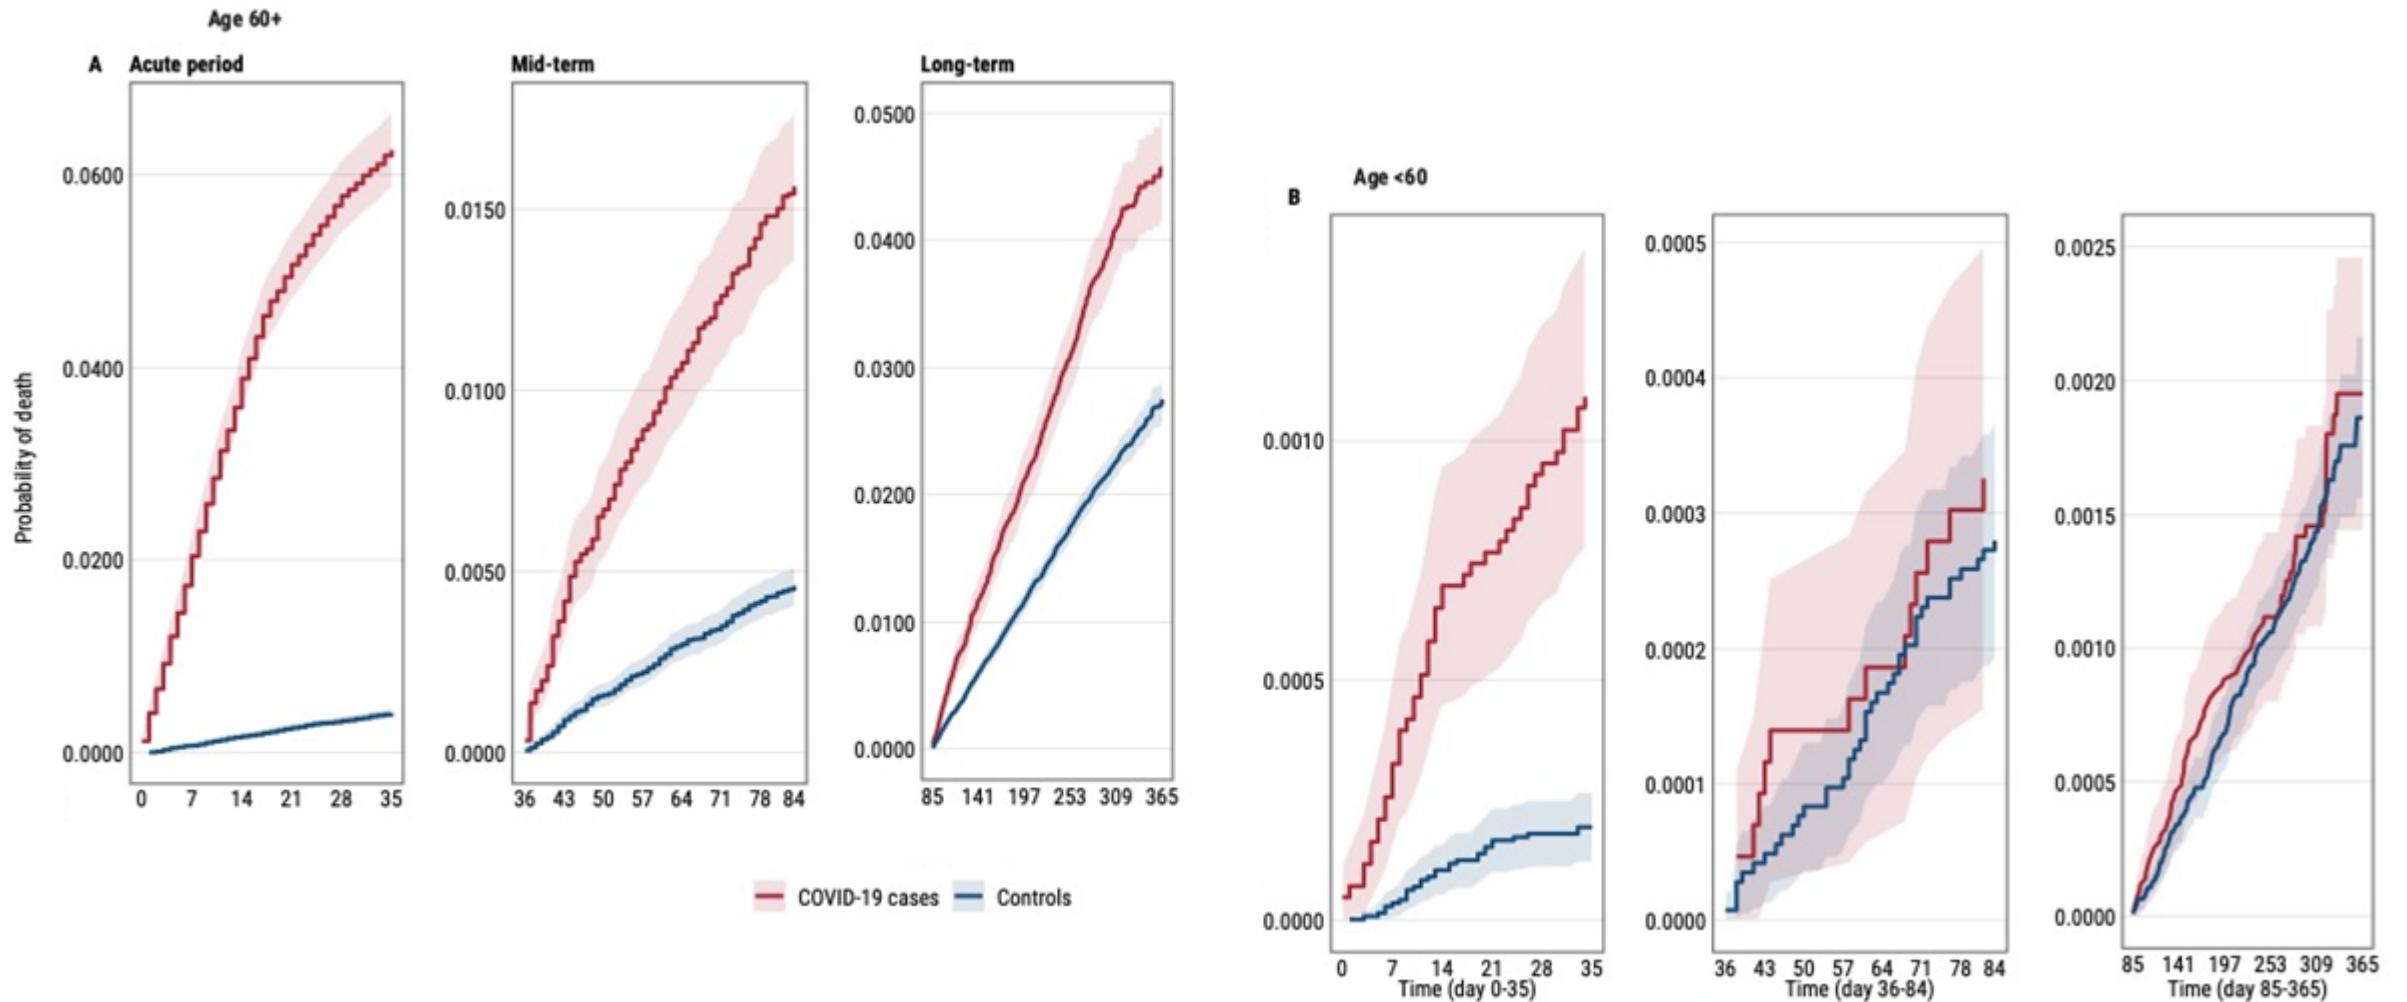 Age 60+
A Acute period
Mid-term
Long-term
Probability of death
0.0600
0.0400
0.0200
0.0000
0 7 14 21 28 35
0.0150
0.0100
0.0050
0.0000
36 43 50 57 64 71 78 84
0.0500
0.0400
0.0300
0.0200
0.0100
0.0000
85 141 197 253 309 365
COVID-19 cases Controls
B Age <60
0.0010
0.0005
0.0000
0 7 14 21 28 35
Time (day 0-35)
0.0005
0.0004
0.0003
0.0002
0.0001
0.0000
36 43 50 57 64 71 78 84
Time (day 36-84)
0.0025
0.0020
0.0015
0.0010
0.0005
0.0000
85 141 197 253 309 365
Time (day 85-365)